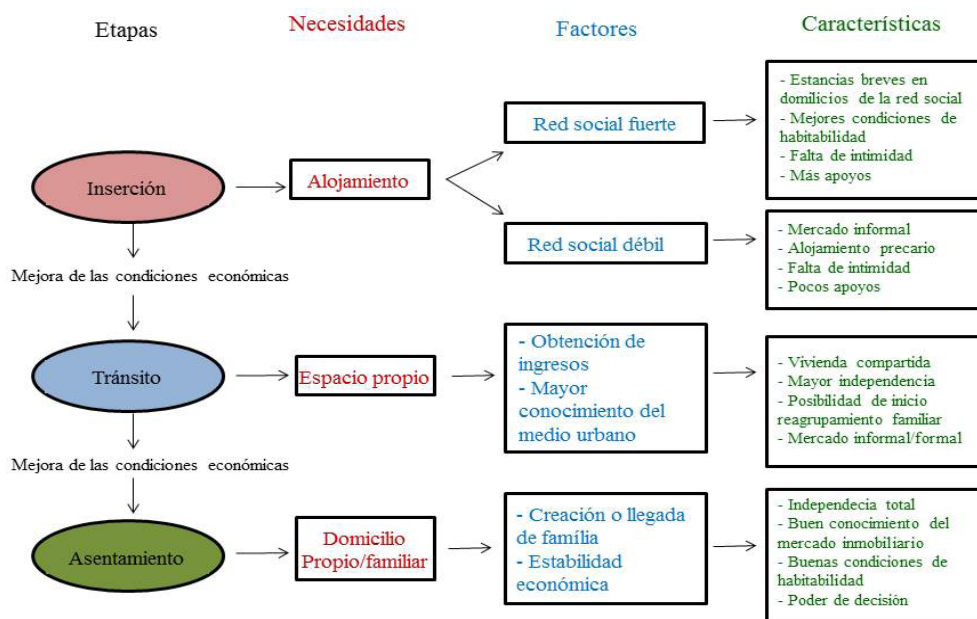 Etapas
Necesidades
Factores
Características
Inserción
Alojamiento
Red social fuerte
- Estancias breves en
domilicios de la red social
- Mejores condiciones de
habitabilidad
- Falta de intimidad
- Más apoyos
Red social débil
- Mercado informal
- Alojamiento precario
- Falta de intimidad
- Pocos apoyos
Mejora de las condiciones económicas
Tránsito
Espacio propio
- Obtención de
ingresos
- Mayor
conocimiento del
medio urbano
- Vivienda compartida
- Mayor independencia
- Posibilidad de inicio
reagrupamiento familiar
- Mercado informal/formal
Mejora de las condiciones económicas
Asentamiento
Domicilio
Propio/familiar
- Creación o llegada
de família
- Estabilidad
económica
- Independecia total
- Buen conocimiento del
mercado inmobiliario
- Buenas condiciones de
habitabilidad
- Poder de decisión